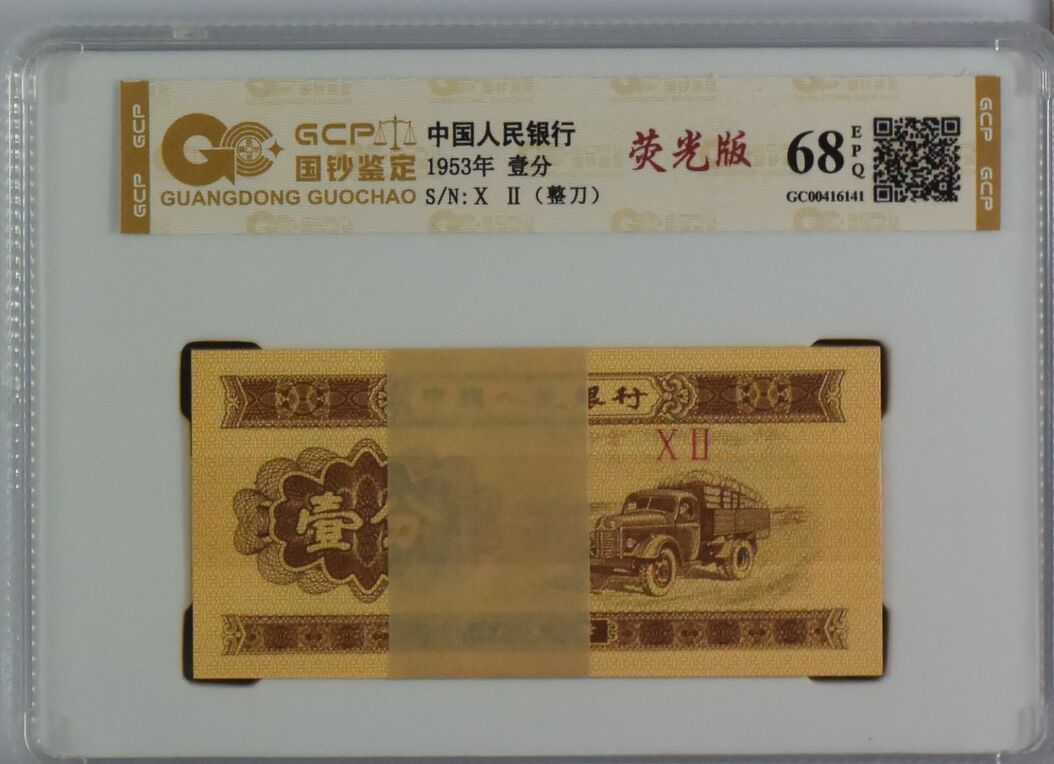 GCP
GCP
GCP
国钞鉴定
GUANGDONG GUOCHAO
中国人民银行
1953年 壹分
S/N: X Ⅱ (整刀)
荧光版
68
EPQ
GC00416141
GCP
GCP
中國人民银行
X Ⅱ
壹分